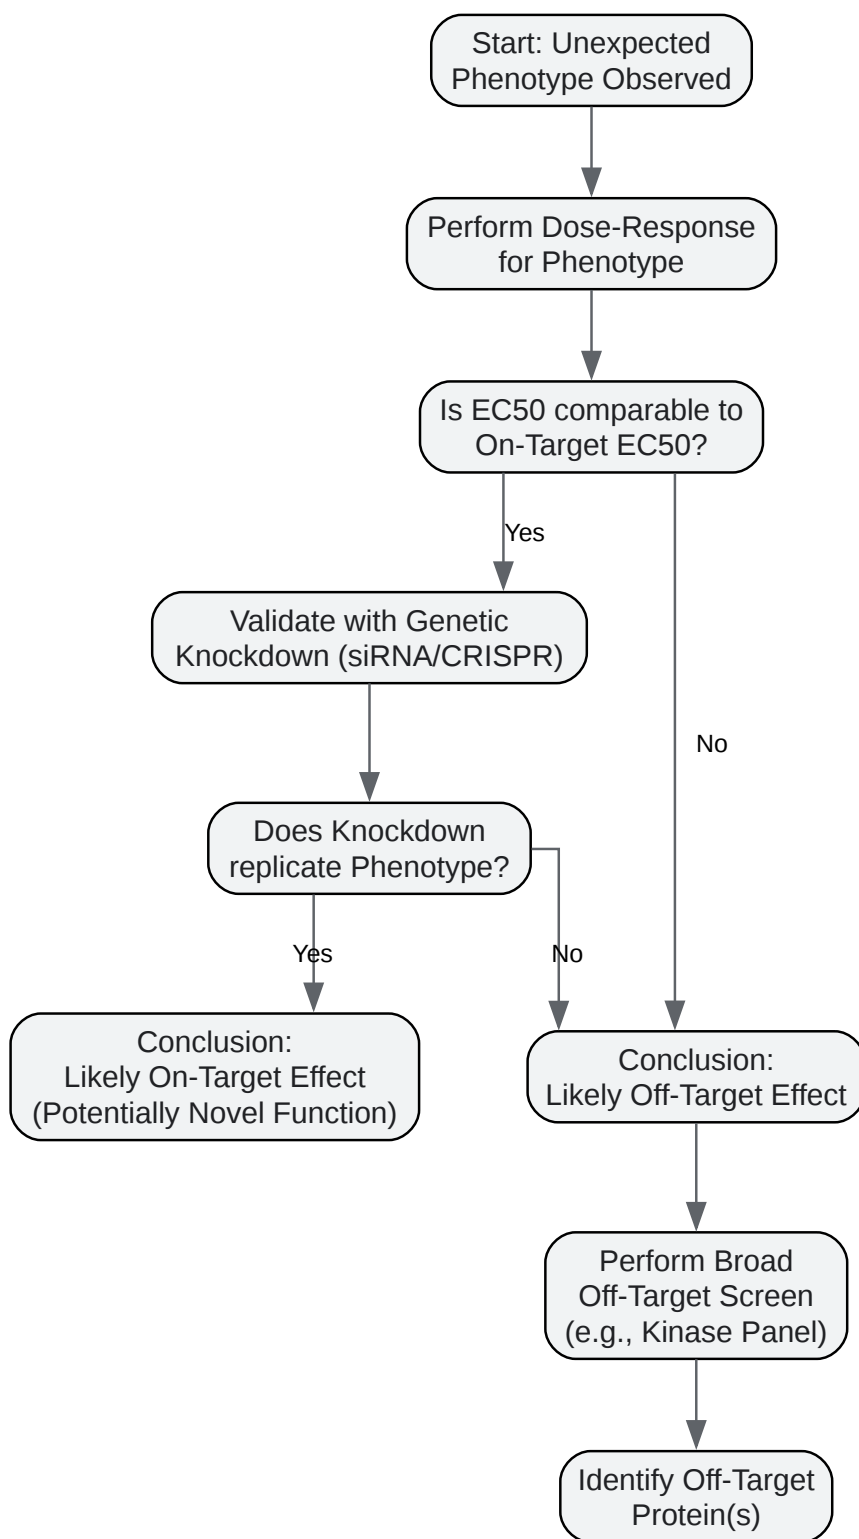 Start: Unexpected
Phenotype Observed
Perform Dose-Response
for Phenotype
Is EC50 comparable to
On-Target EC50?
Yes
Validate with Genetic
Knockdown (siRNA/CRISPR)
No
Does Knockdown
replicate Phenotype?
Yes
No
Conclusion:
Likely On-Target Effect
(Potentially Novel Function)
Conclusion:
Likely Off-Target Effect
Perform Broad
Off-Target Screen
(e.g., Kinase Panel)
Identify Off-Target
Protein(s)